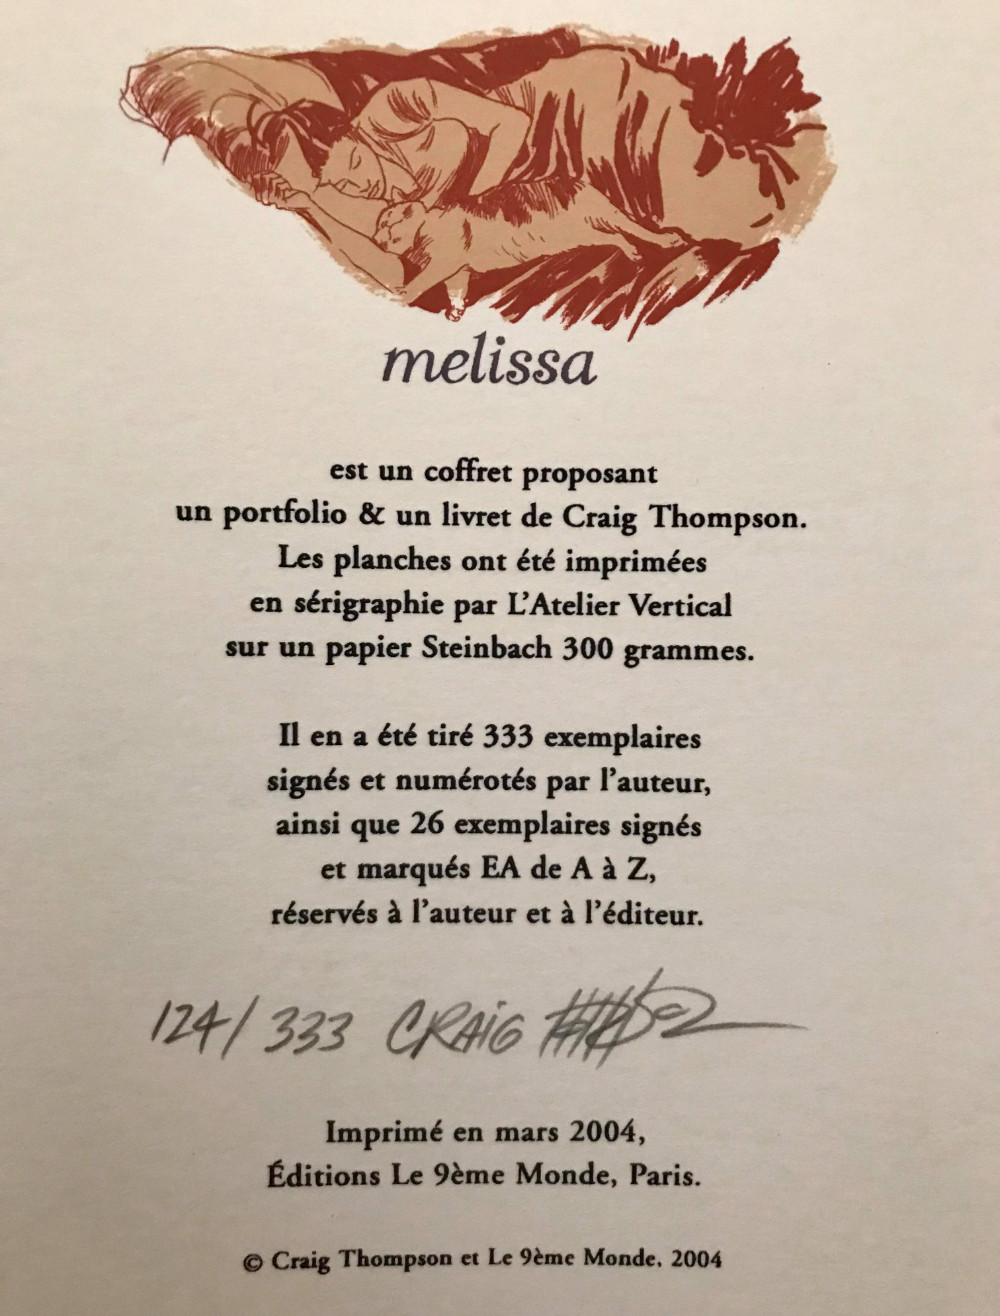 melissa
est un coffret proposant
un portfolio & un livret de Craig Thompson.
Les planches ont été imprimées
en sérigraphie par L'Atelier Vertical
sur un papier Steinbach 300 grammes.
Il en a été tiré 333 exemplaires
signés et numérotés par l'auteur,
ainsi que 26 exemplaires signés
et marqués EA de A à Z,
réservés à l'auteur et à l'éditeur.
124/333 CRAiG
Imprimé en mars 2004,
Éditions Le 9ème Monde, Paris.
© Craig Thompson et Le 9ème Monde. 2004